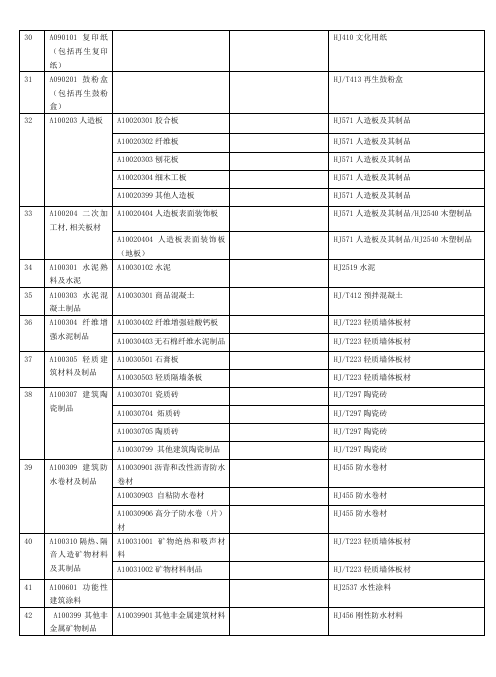 30 A090101 复印纸 HJ410 文化用纸
（包括再生复印
纸）
31 A090201 鼓粉盒 HJ/T413 再生鼓粉盒
（包括再生鼓粉
盒）
32 A100203 人造板 A10020301 胶合板 HJ571 人造板及其制品
A10020302 纤维板 HJ571 人造板及其制品
A10020303 刨花板 HJ571 人造板及其制品
A10020304 细木工板 HJ571 人造板及其制品
A10020399 其他人造板 HJ571 人造板及其制品
33 A100204 二次加 A10020404 人造板表面装饰板 HJ571 人造板及其制品/HJ2540 木塑制品
工材,相关板材
A10020404 人造板表面装饰板 HJ571 人造板及其制品/HJ2540 木塑制品
（地板）
34 A100301 水泥熟 A10030102 水泥 HJ2519 水泥
料及水泥
35 A100303 水泥混 A10030301 商品混凝土 HJ/T412 预拌混凝土
凝土制品
36 A100304 纤维增 A10030402 纤维增强硅酸钙板 HJ/T223 轻质墙体板材
强水泥制品
A10030403 无石棉纤维水泥制品 HJ/T223 轻质墙体板材
37 A100305 轻质建 A10030501 石膏板 HJ/T223 轻质墙体板材
筑材料及制品
A10030503 轻质隔墙条板 HJ/T223 轻质墙体板材
38 A100307 建筑陶 A10030701 瓷质砖 HJ/T297 陶瓷砖
瓷制品
A10030704 炻质砖 HJ/T297 陶瓷砖
A10030705 陶质砖 HJ/T297 陶瓷砖
A10030799 其他建筑陶瓷制品 HJ/T297 陶瓷砖
39 A100309 建筑防 A10030901 沥青和改性沥青防水 HJ455 防水卷材
水卷材及制品 卷材
A10030903 自粘防水卷材 HJ455 防水卷材
A10030906 高分子防水卷（片） HJ455 防水卷材
材
40 A100310 隔热、隔 A10031001 矿物绝热和吸声材 HJ/T223 轻质墙体板材
音人造矿物材料 料
及其制品 A10031002 矿物材料制品 HJ/T223 轻质墙体板材
41 A100601 功能性 HJ2537 水性涂料
建筑涂料
42 A100399 其他非 A10039901 其他非金属建筑材料 HJ456 刚性防水材料
金属矿物制品